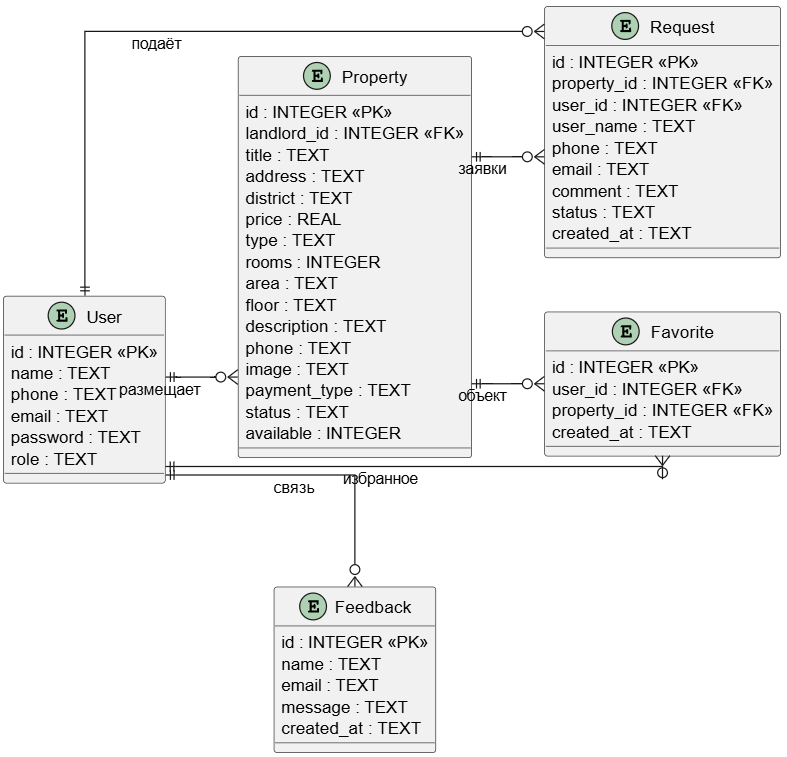 E Request
id : INTEGER «PK»
property_id : INTEGER «FK»
user_id : INTEGER «FK»
user_name : TEXT
phone : TEXT
email : TEXT
comment : TEXT
status : TEXT
created_at : TEXT
подаёт
E Property
id : INTEGER «PK»
landlord_id : INTEGER «FK»
title : TEXT
address : TEXT
district : TEXT
price : REAL
type : TEXT
rooms : INTEGER
area : TEXT
floor : TEXT
description : TEXT
phone : TEXT
image : TEXT
payment_type : TEXT
status : TEXT
available : INTEGER
заявки
E User
id : INTEGER «PK»
name : TEXT
phone : TEXT
email : TEXT
password : TEXT
role : TEXT
размещает
E Favorite
id : INTEGER «PK»
user_id : INTEGER «FK»
property_id : INTEGER «FK»
created_at : TEXT
объект
избранное
связь
E Feedback
id : INTEGER «PK»
name : TEXT
email : TEXT
message : TEXT
created_at : TEXT